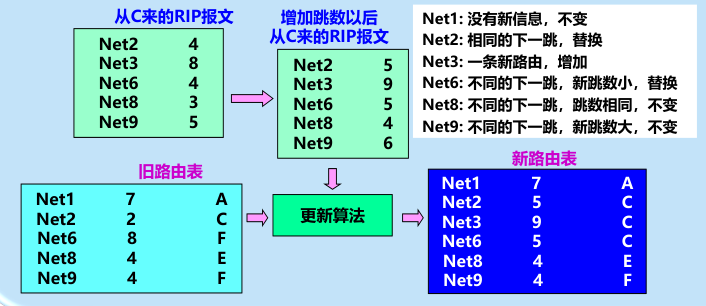 从C来的RIP报文
Net2 4
Net3 8
Net6 4
Net8 3
Net9 5
增加跳数以后
从C来的RIP报文
Net2 5
Net3 9
Net6 5
Net8 4
Net9 6
Net1: 没有新信息，不变
Net2: 相同的下一跳，替换
Net3: 一条新路由，增加
Net6: 不同的下一跳，新跳数小，替换
Net8: 不同的下一跳，跳数相同，不变
Net9: 不同的下一跳，新跳数大，不变
旧路由表
Net1 7 A
Net2 2 C
Net6 8 F
Net8 4 E
Net9 4 F
更新算法
新路由表
Net1 7 A
Net2 5 C
Net3 9 C
Net6 5 C
Net8 4 E
Net9 4 F